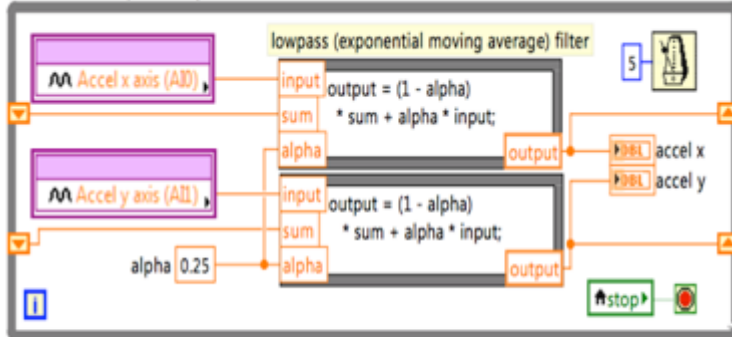 lowpass (exponential moving average) filter
Accel x axis (AI0)
input
output = (1 - alpha)
* sum + alpha * input;
sum
alpha
output
5
DBL accel x
DBL accel y
Accel y axis (AI1)
input
output = (1 - alpha)
* sum + alpha * input;
sum
alpha
output
alpha 0.25
i
stop